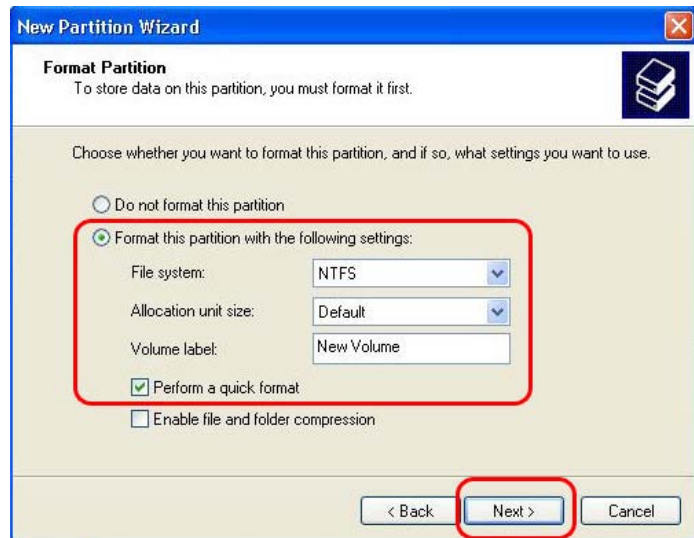 New Partition Wizard
Format Partition
To store data on this partition, you must format it first.
Choose whether you want to format this partition, and if so, what settings you want to use.
Do not format this partition
Format this partition with the following settings:
File system: NTFS
Allocation unit size: Default
Volume label: New Volume
Perform a quick format
Enable file and folder compression
< Back Next > Cancel